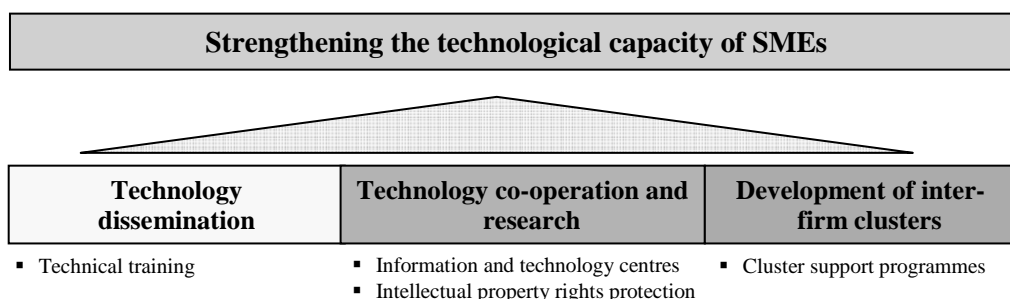 Strengthening the technological capacity of SMEs
Technology
dissemination
Technology co-operation and
research
Development of inter-
firm clusters
▪ Technical training
▪ Information and technology centres
▪ Intellectual property rights protection
▪ Cluster support programmes